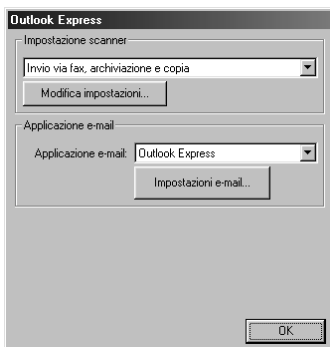 Outlook Express
Impostazione scanner
Invio via fax, archiviazione e copia
Modifica impostazioni...
Applicazione e-mail
Applicazione e-mail: Outlook Express
Impostazioni e-mail...
OK